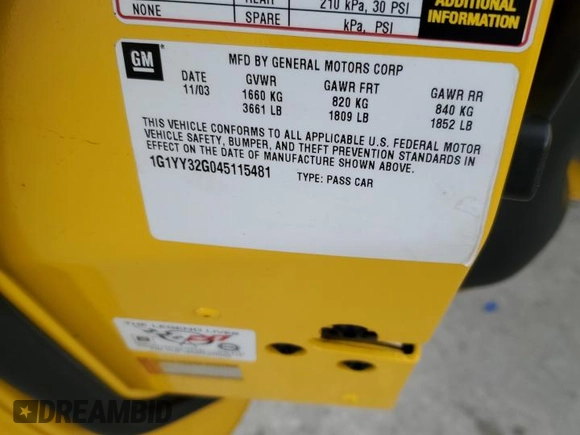 REAR 210 kPa, 30 PSI
NONE SPARE kPa, PSI
ADDITIONAL
INFORMATION
GM
MFD BY GENERAL MOTORS CORP
DATE GVWR GAWR FRT GAWR RR
11/03 1660 KG 820 KG 840 KG
3661 LB 1809 LB 1852 LB
THIS VEHICLE CONFORMS TO ALL APPLICABLE U.S. FEDERAL MOTOR
VEHICLE SAFETY, BUMPER, AND THEFT PREVENTION STANDARDS IN
EFFECT ON THE DATE OF MANUFACTURE SHOWN ABOVE.
1G1YY32G045115481 TYPE: PASS CAR
THE LEGEND LIVES
DREAMBID